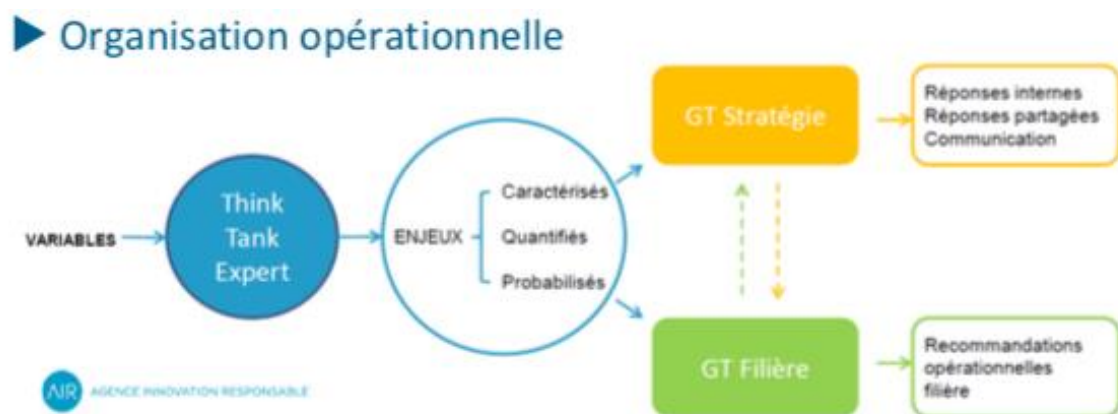 Organisation opérationnelle
VARIABLES
Think
Tank
Expert
ENJEUX
Caractérisés
Quantifiés
Probabilisés
GT Stratégie
Réponses internes
Réponses partagées
Communication
GT Filière
Recommandations
opérationnelles
filière
AIR AGENCE INNOVATION RESPONSABLE